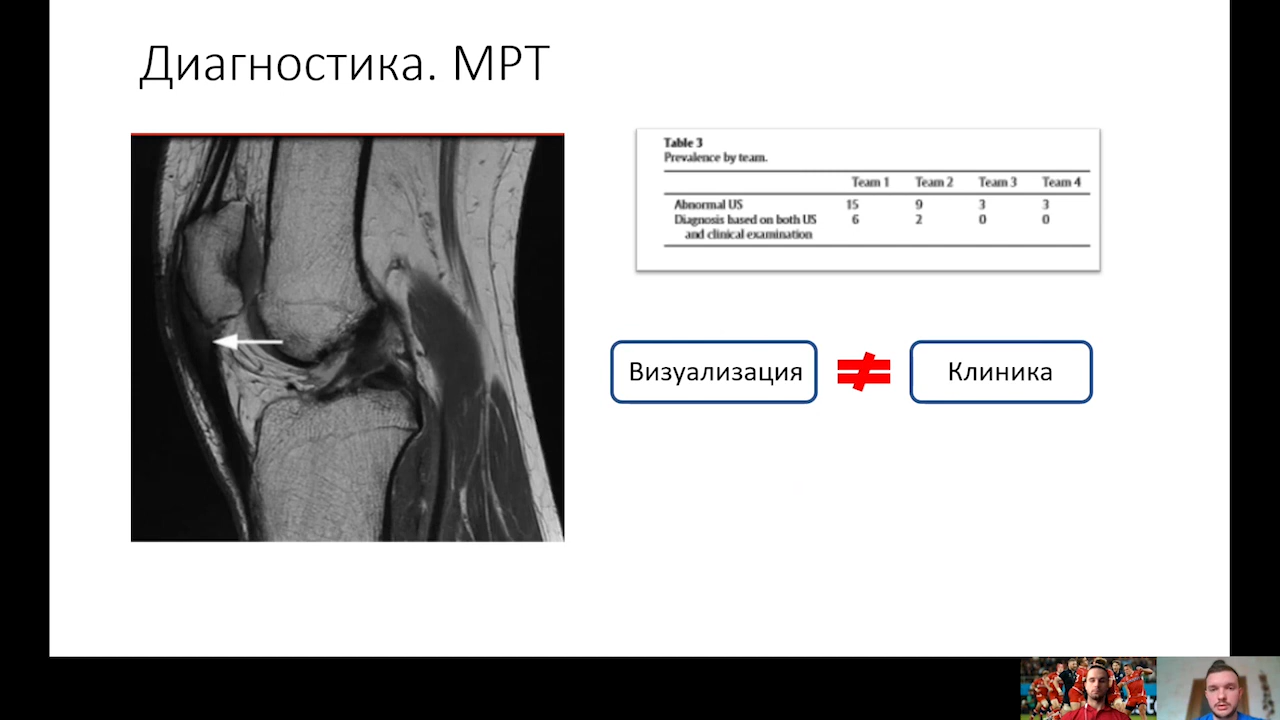 Диагностика. МРТ
Table 3
Prevalence by team.
Team 1 Team 2 Team 3 Team 4
Abnormal US 15 9 3 3
Diagnosis based on both US 6 2 0 0
and clinical examination
Визуализация ≠ Клиника